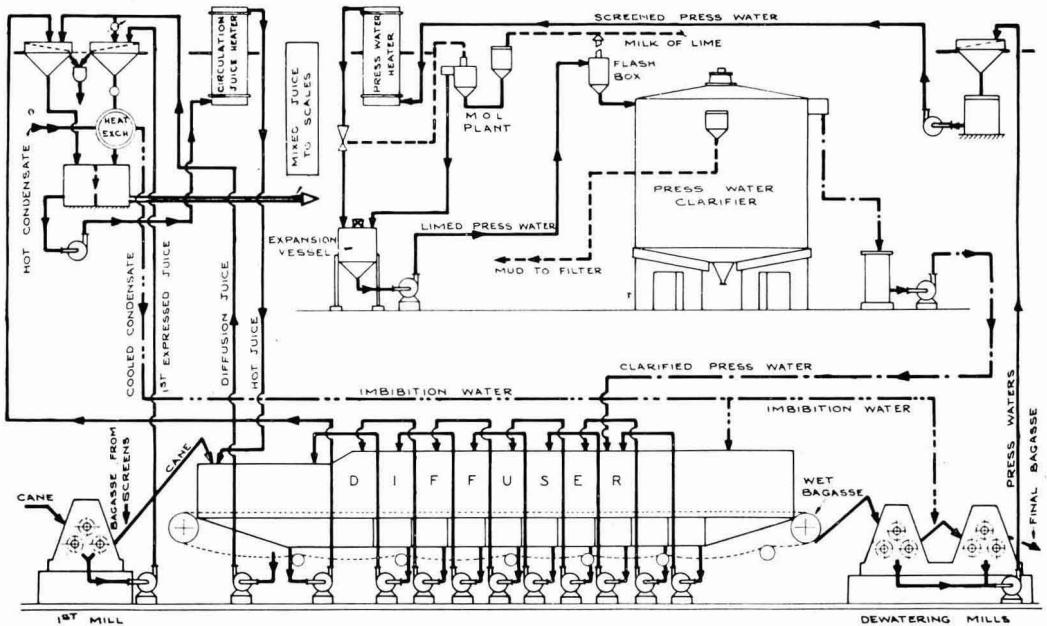 SCREENED PRESS WATER
MILK OF LIME
CIRCULATION
JUICE HEATER
MIXED JUICE
TO SCALES
PRESS WATER
HEATER
FLASH
BOX
M.O.L
PLANT
HEAT
EXCH
HOT CONDENSATE
PRESS WATER
CLARIFIER
EXPANSION
VESSEL
LIMED PRESS WATER
MUD TO FILTER
COOLED CONDENSATE
1ST EXPRESSED JUICE
DIFFUSION JUICE
HOT JUICE
CLARIFIED PRESS WATER
IMBIBITION WATER
IMBIBITION WATER
PRESS WATERS
FINAL BAGASSE
BAGASSE FROM
SCREENS
CANE
CANE
DIFFUSER
WET
BAGASSE
1ST MILL
DEWATERING MILLS